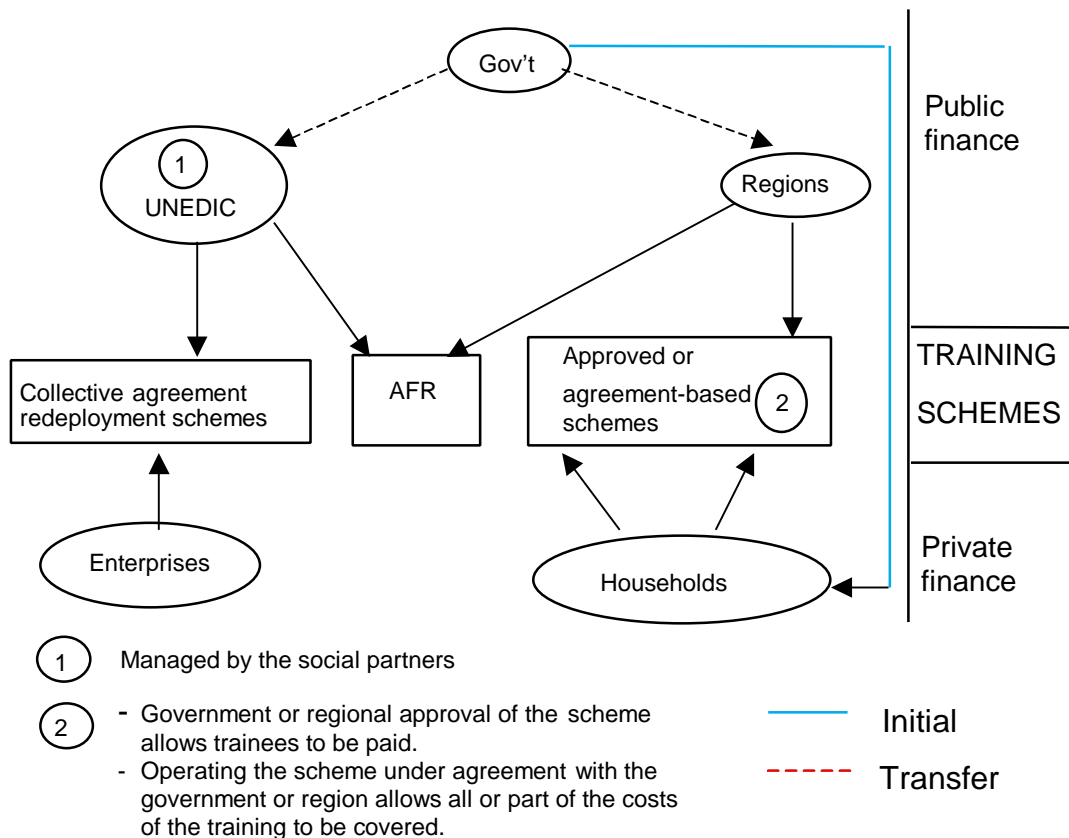 Gov't
Public
finance
1
UNEDIC
Regions
Collective agreement
redeployment schemes
AFR
Approved or
agreement-based
schemes
2
TRAINING
SCHEMES
Enterprises
Households
Private
finance
1 Managed by the social partners
2 - Government or regional approval of the scheme
allows trainees to be paid.
- Operating the scheme under agreement with the
government or region allows all or part of the costs
of the training to be covered.
Initial
Transfer